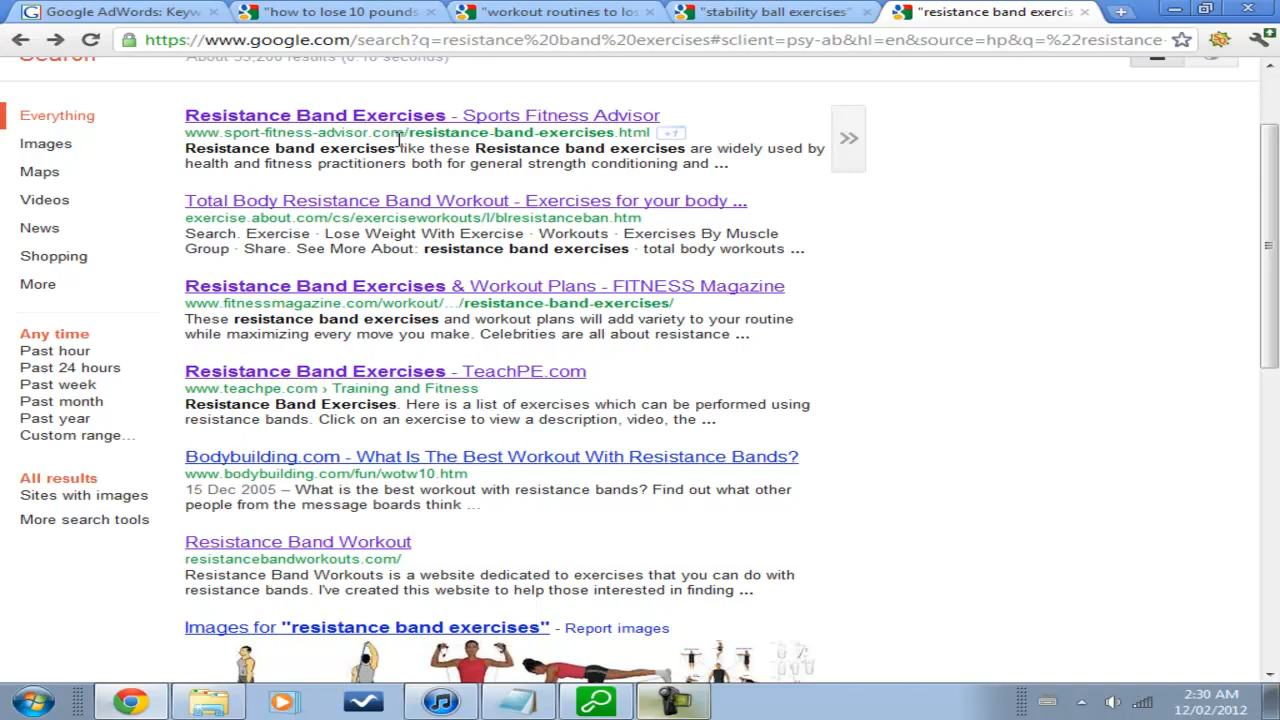 Google AdWords: Keyw
"how to lose 10 pounds
"workout routines to los
"stability ball exercises"
"resistance band exercis
https://www.google.com/search?q=resistance%20band%20exercises#sclient=psy-ab&hl=en&source=hp&q=%22resistance-
Search
About 33,200 results (0.16 seconds)
Everything
Images
Maps
Videos
News
Shopping
More
Any time
Past hour
Past 24 hours
Past week
Past month
Past year
Custom range...
All results
Sites with images
More search tools
Resistance Band Exercises - Sports Fitness Advisor
www.sport-fitness-advisor.com/resistance-band-exercises.html +1
Resistance band exercises like these Resistance band exercises are widely used by
health and fitness practitioners both for general strength conditioning and ...
Total Body Resistance Band Workout - Exercises for your body ...
exercise.about.com/cs/exerciseworkouts/l/blresistanceban.htm
Search. Exercise · Lose Weight With Exercise · Workouts · Exercises By Muscle
Group · Share. See More About: resistance band exercises · total body workouts ...
Resistance Band Exercises & Workout Plans - FITNESS Magazine
www.fitnessmagazine.com/workout/.../resistance-band-exercises/
These resistance band exercises and workout plans will add variety to your routine
while maximizing every move you make. Celebrities are all about resistance ...
Resistance Band Exercises - TeachPE.com
www.teachpe.com › Training and Fitness
Resistance Band Exercises. Here is a list of exercises which can be performed using
resistance bands. Click on an exercise to view a description, video, the ...
Bodybuilding.com - What Is The Best Workout With Resistance Bands?
www.bodybuilding.com/fun/wotw10.htm
15 Dec 2005 – What is the best workout with resistance bands? Find out what other
people from the message boards think ...
Resistance Band Workout
resistancebandworkouts.com/
Resistance Band Workouts is a website dedicated to exercises that you can do with
resistance bands. I've created this website to help those interested in finding ...
Images for "resistance band exercises" - Report images
2:30 AM
12/02/2012